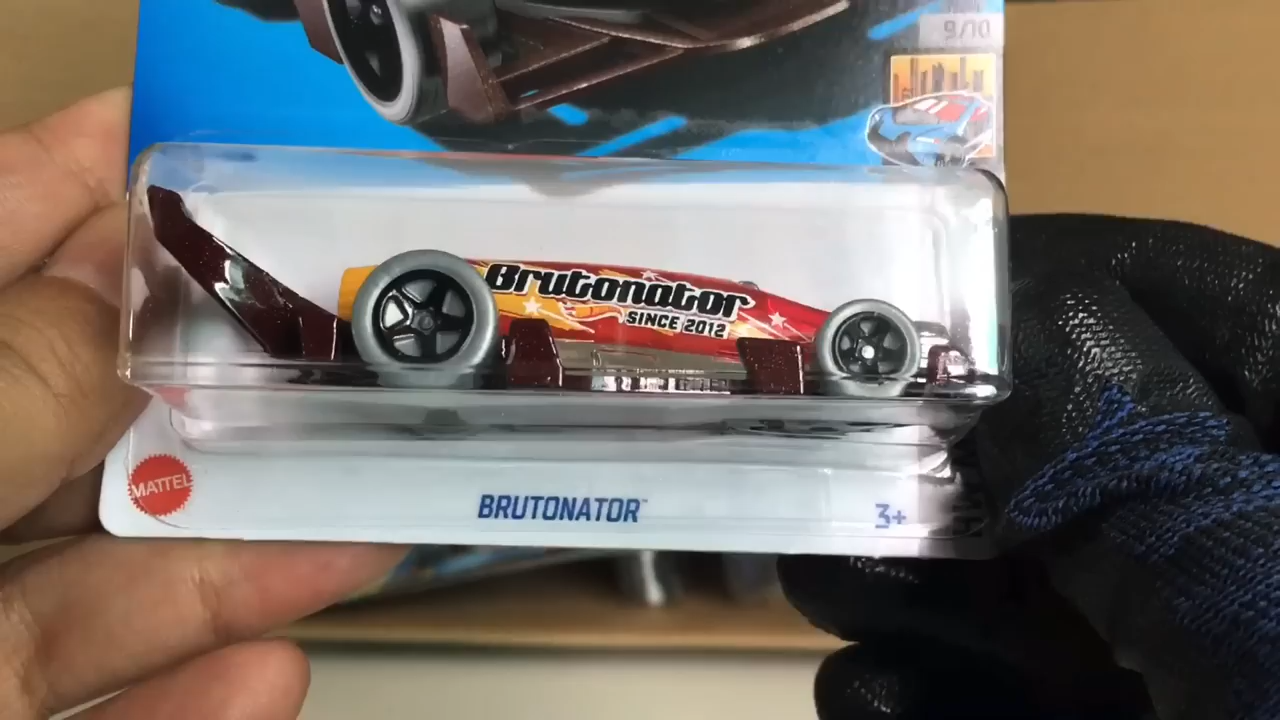 9/10
Brutonator
SINCE 2012
MATTEL
BRUTONATOR™
3+